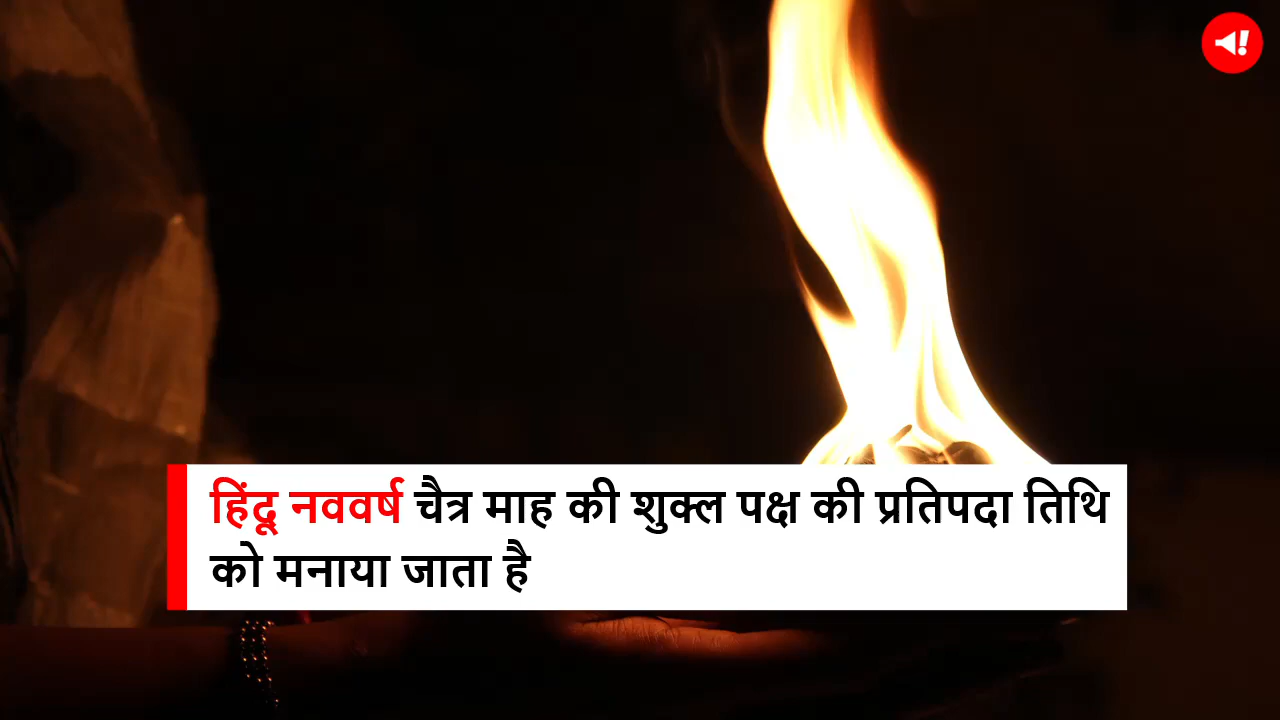 हिंदू नववर्ष चैत्र माह की शुक्ल पक्ष की प्रतिपदा तिथि
को मनाया जाता है